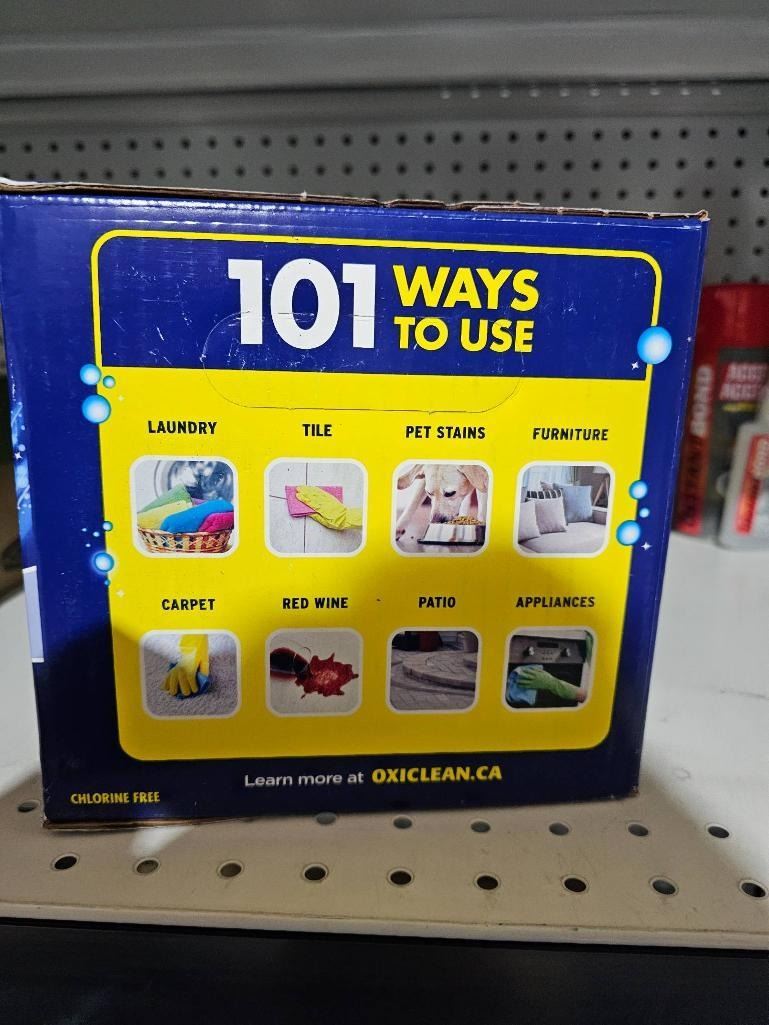 101 WAYS
TO USE
LAUNDRY TILE PET STAINS FURNITURE
CARPET RED WINE PATIO APPLIANCES
Learn more at OXICLEAN.CA
CHLORINE FREE
BOND